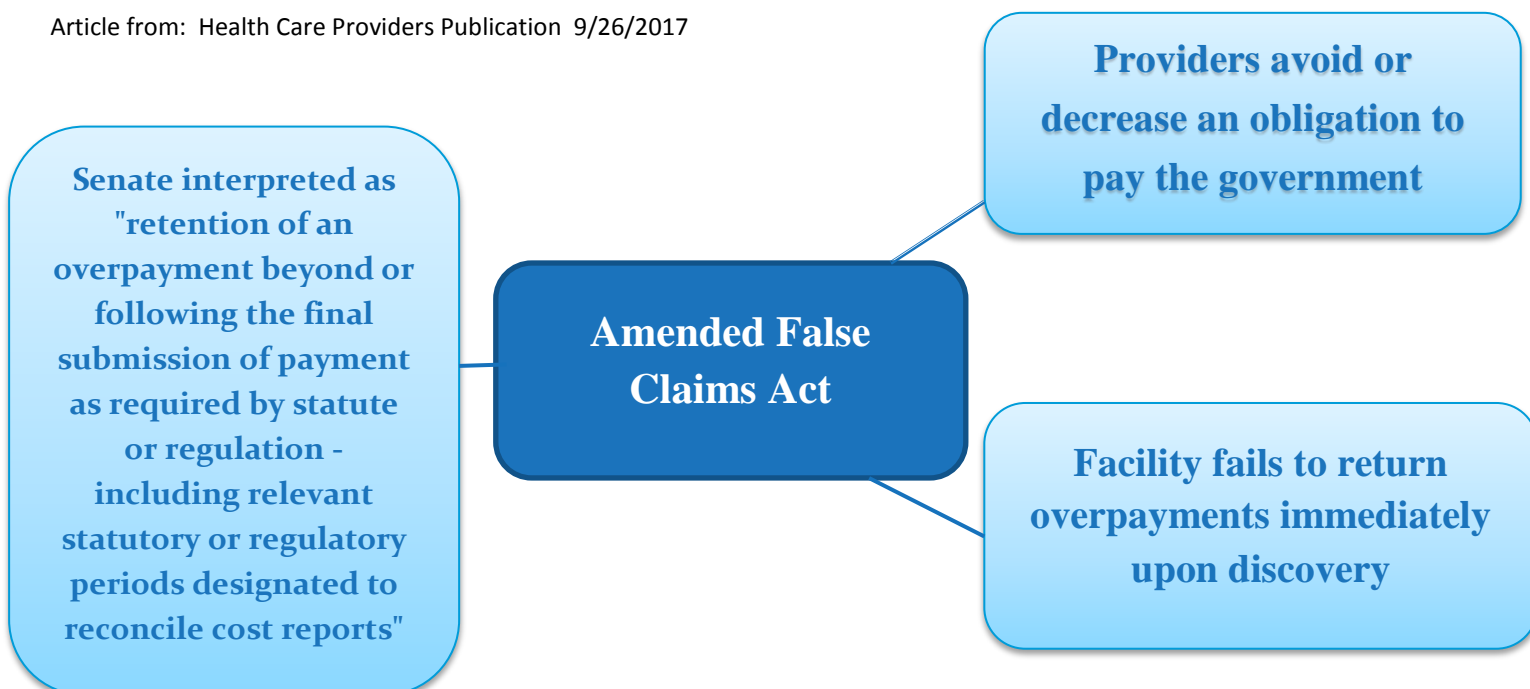 Article from: Health Care Providers Publication 9/26/2017
Senate interpreted as
"retention of an
overpayment beyond or
following the final
submission of payment
as required by statute
or regulation -
including relevant
statutory or regulatory
periods designated to
reconcile cost reports"
Amended False
Claims Act
Providers avoid or
decrease an obligation to
pay the government
Facility fails to return
overpayments immediately
upon discovery